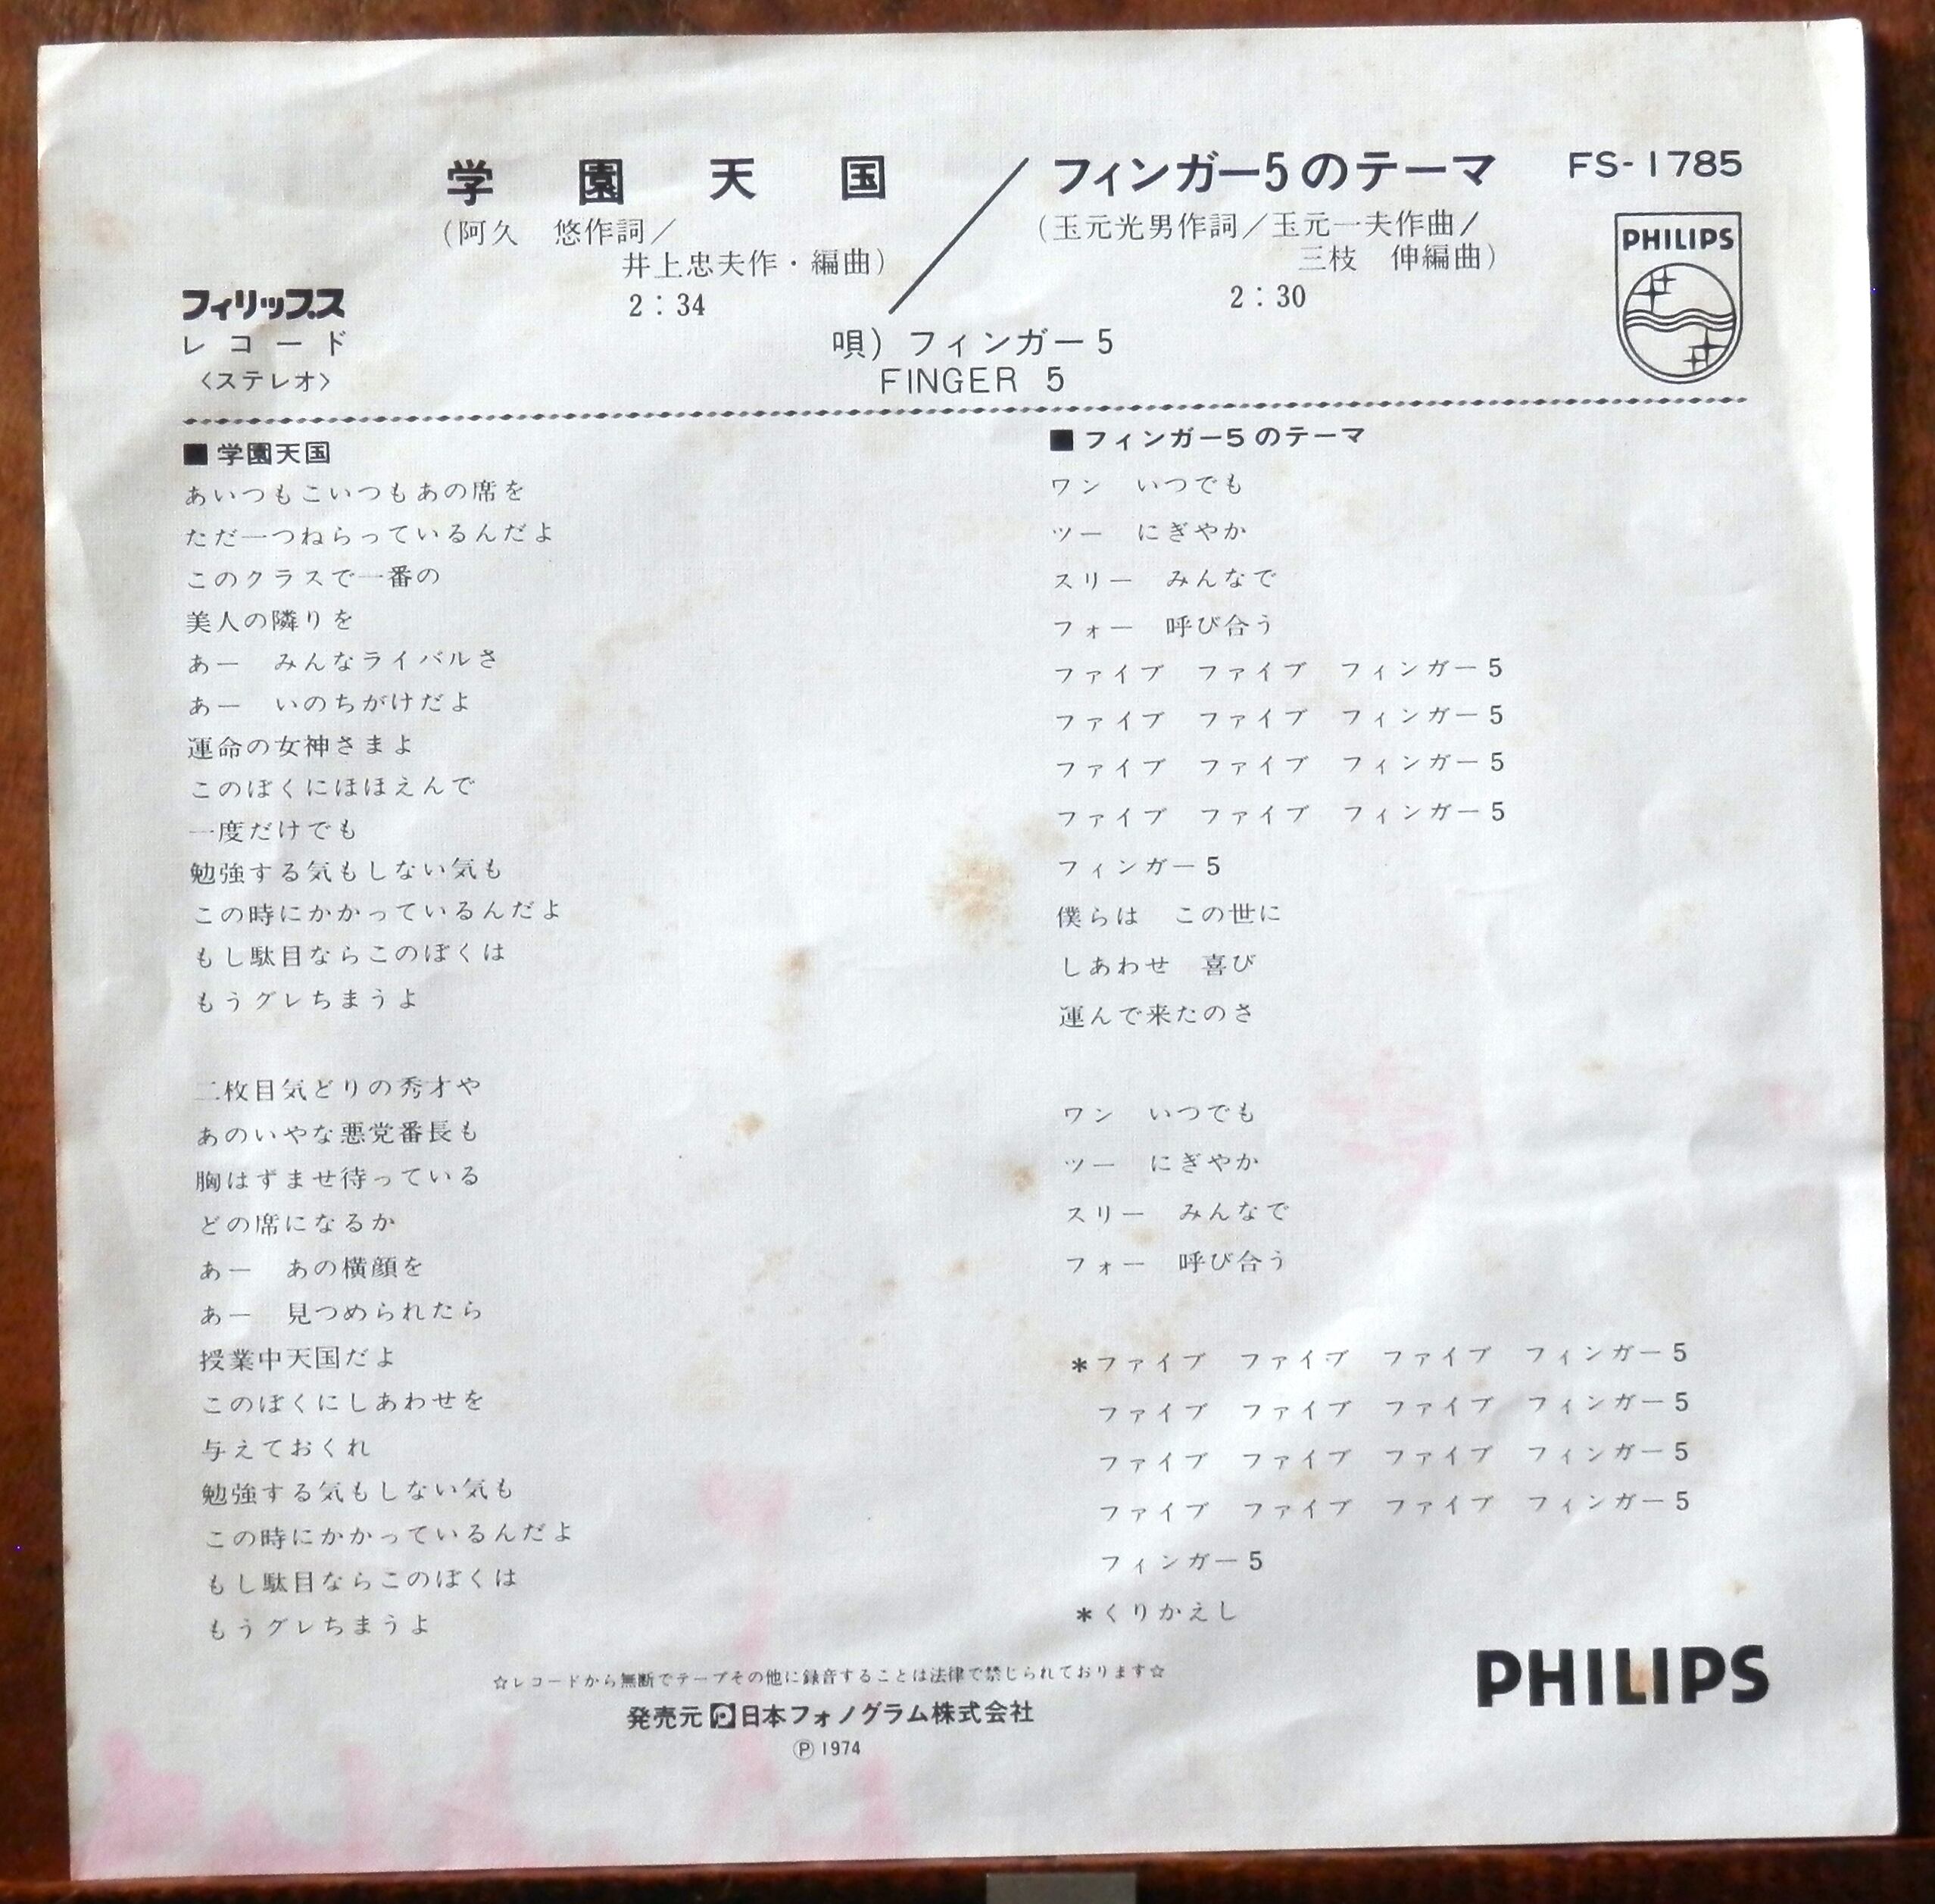 学園天国／フィンガー5のテーマ FS-1785
(阿久 悠作詞／
井上忠夫作・編曲)
2:34
(玉元光男作詞／玉元一夫作曲／
三枝 伸編曲)
2:30
PHILIPS
フィリップス
レコード
〈ステレオ〉
唄) フィンガー5
FINGER 5
■学園天国
あいつもこいつもあの席を
ただ一つねらっているんだよ
このクラスで一番の
美人の隣りを
あー みんなライバルさ
あー いのちがけだよ
運命の女神さまよ
このぼくにほほえんで
一度だけでも
勉強する気もしない気も
この時にかかっているんだよ
もし駄目ならこのぼくは
もうグレちまうよ
二枚目気どりの秀才や
あのいやな悪党番長も
胸はずませ待っている
どの席になるか
あー あの横顔を
あー 見つめられたら
授業中天国だよ
このぼくにしあわせを
与えておくれ
勉強する気もしない気も
この時にかかっているんだよ
もし駄目ならこのぼくは
もうグレちまうよ
■フィンガー5のテーマ
ワン いつでも
ツー にぎやか
スリー みんなで
フォー 呼び合う
ファイブ ファイブ フィンガー5
ファイブ ファイブ フィンガー5
ファイブ ファイブ フィンガー5
ファイブ ファイブ フィンガー5
フィンガー5
僕らは この世に
しあわせ 喜び
運んで来たのさ
ワン いつでも
ツー にぎやか
スリー みんなで
フォー 呼び合う
*ファイブ ファイブ ファイブ フィンガー5
ファイブ ファイブ ファイブ フィンガー5
ファイブ ファイブ ファイブ フィンガー5
ファイブ ファイブ ファイブ フィンガー5
フィンガー5
*くりかえし
PHILIPS
☆レコードから無断でテープその他に録音することは法律で禁じられております☆
発売元 日本フォノグラム株式会社
Ⓟ1974